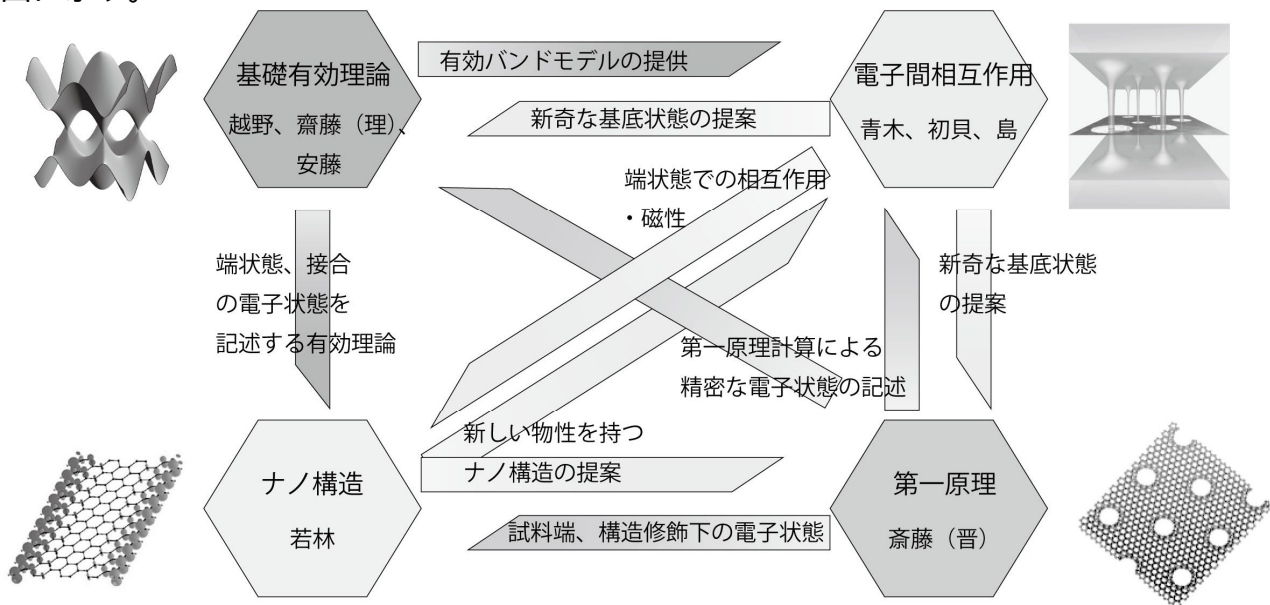 基礎有効理論
越野、齋藤（理）、
安藤
有効バンドモデルの提供
新奇な基底状態の提案
電子間相互作用
青木、初貝、島
端状態での相互作用
・磁性
端状態、接合
の電子状態を
記述する有効理論
新奇な基底状態
の提案
第一原理計算による
精密な電子状態の記述
新しい物性を持つ
ナノ構造の提案
ナノ構造
若林
試料端、構造修飾下の電子状態
第一原理
斎藤（晋）